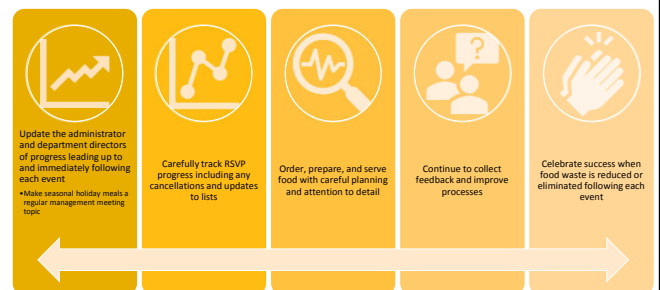 Update the administrator
and department directors
of progress leading up to
and immediately following
each event
•Make seasonal holiday meals a
regular management meeting
topic
Carefully track RSVP
progress including any
cancellations and updates
to lists
Order, prepare, and serve
food with careful planning
and attention to detail
?
Continue to collect
feedback and improve
processes
Celebrate success when
food waste is reduced or
eliminated following each
event